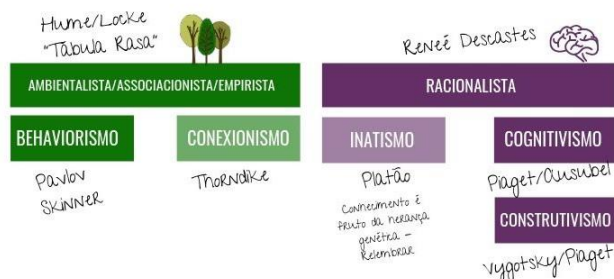 Hume/Locke
"Tabula Rasa"
AMBIENTALISTA/ASSOCIACIONISTA/EMPIRISTA
BEHAVIORISMO
Pavlov
Skinner
CONEXIONISMO
Thorndike
Reneé Descastes
RACIONALISTA
INATISMO
Platão
Conhecimento é
fruto da herança
genética –
Relembrar
COGNITIVISMO
Piaget/Ausubel
CONSTRUTIVISMO
Vygotsky/Piaget